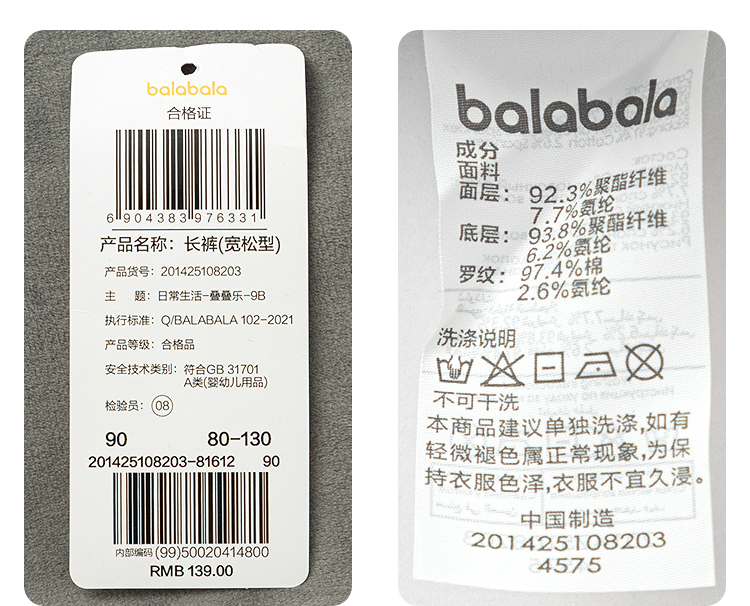 balabala
合格证
6 904383 976331
产品名称：长裤(宽松型)
产品货号：201425108203
主　题：日常生活-叠叠乐-9B
执行标准：Q/BALABALA 102-2021
产品等级：合格品
安全技术类别：符合GB 31701
A类(婴幼儿用品)
检验员：08
90 80-130
201425108203-81612 90
内部编码 (99)50020414800
RMB 139.00
balabala
成分
面料
面层：92.3%聚酯纤维
7.7%氨纶
底层：93.8%聚酯纤维
6.2%氨纶
罗纹：97.4%棉
2.6%氨纶
洗涤说明
不可干洗
本商品建议单独洗涤,如有
轻微褪色属正常现象,为保
持衣服色泽,衣服不宜久浸。
中国制造
201425108203
4575